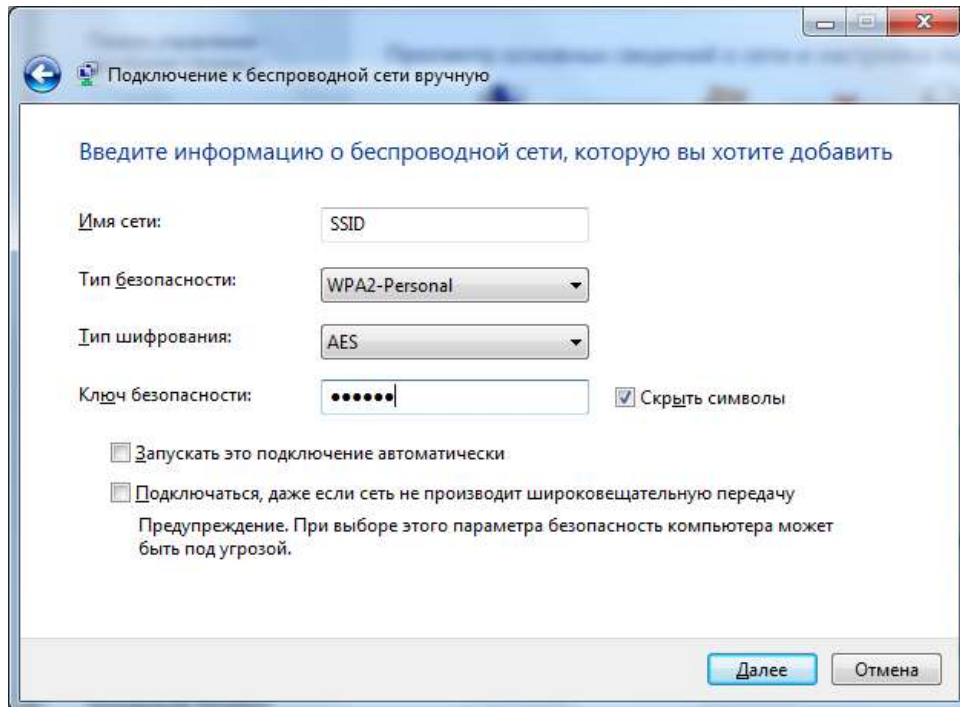 Подключение к беспроводной сети вручную
Введите информацию о беспроводной сети, которую вы хотите добавить
Имя сети:
SSID
Тип безопасности:
WPA2-Personal
Тип шифрования:
AES
Ключ безопасности:
••••••
Скрыть символы
Запускать это подключение автоматически
Подключаться, даже если сеть не производит широковещательную передачу
Предупреждение. При выборе этого параметра безопасность компьютера может
быть под угрозой.
Далее
Отмена